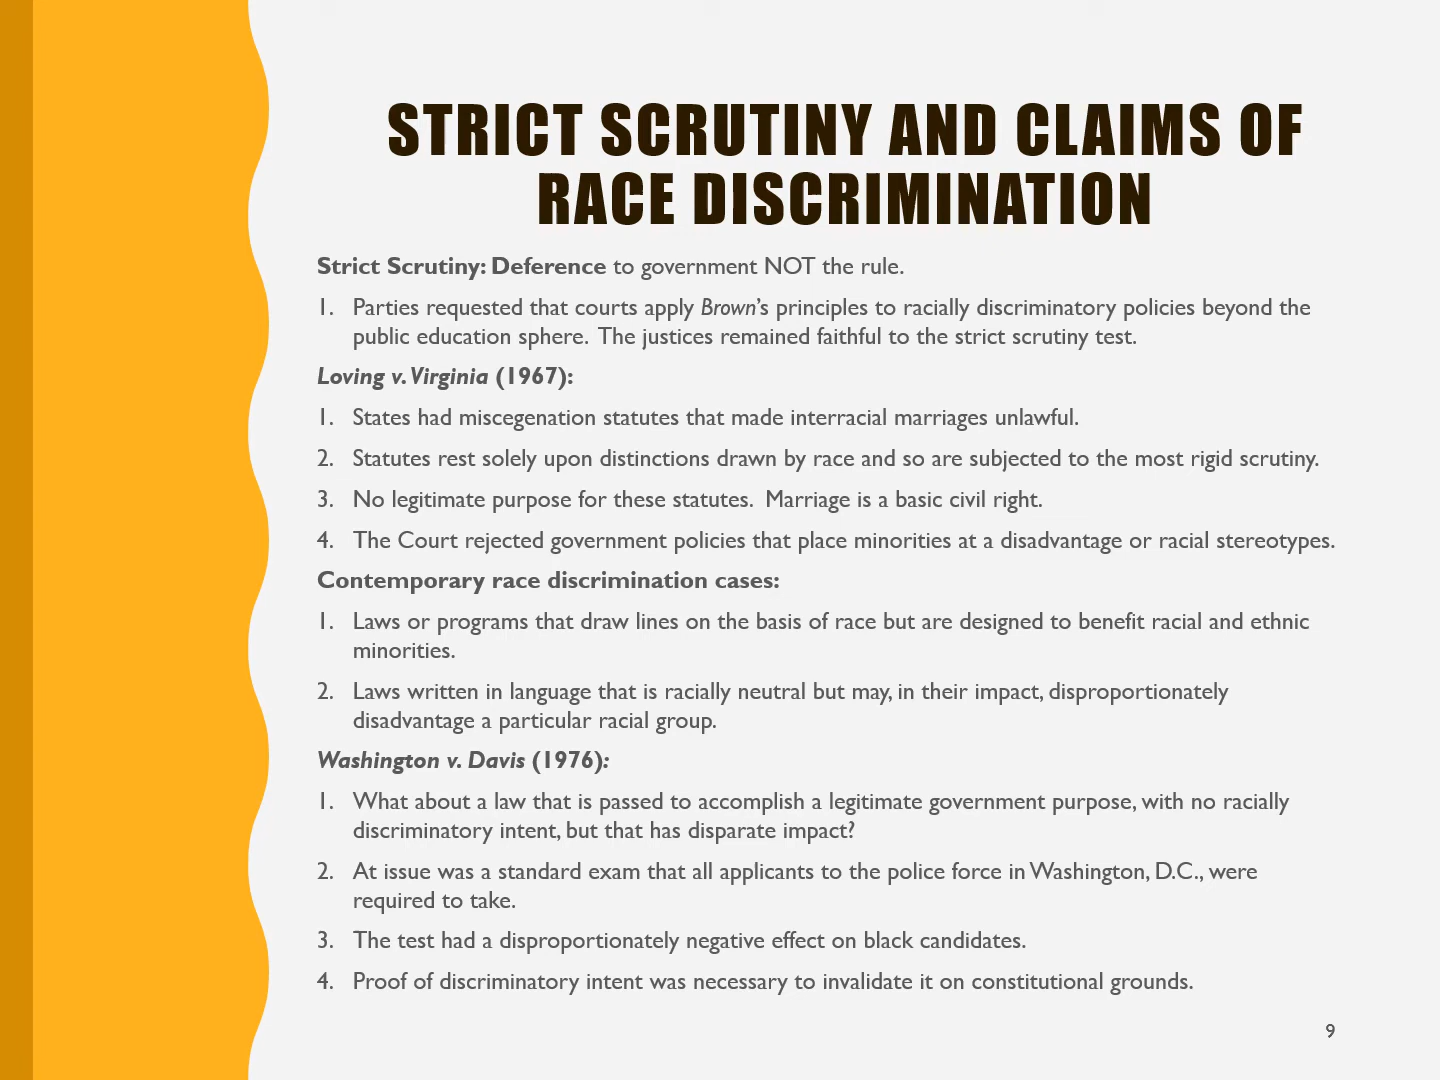 STRICT SCRUTINY AND CLAIMS OF
RACE DISCRIMINATION
Strict Scrutiny: Deference to government NOT the rule.
1. Parties requested that courts apply Brown's principles to racially discriminatory policies beyond the
public education sphere. The justices remained faithful to the strict scrutiny test.
Loving v. Virginia (1967):
1. States had miscegenation statutes that made interracial marriages unlawful.
2. Statutes rest solely upon distinctions drawn by race and so are subjected to the most rigid scrutiny.
3. No legitimate purpose for these statutes. Marriage is a basic civil right.
4. The Court rejected government policies that place minorities at a disadvantage or racial stereotypes.
Contemporary race discrimination cases:
1. Laws or programs that draw lines on the basis of race but are designed to benefit racial and ethnic
minorities.
2. Laws written in language that is racially neutral but may, in their impact, disproportionately
disadvantage a particular racial group.
Washington v. Davis (1976):
1. What about a law that is passed to accomplish a legitimate government purpose, with no racially
discriminatory intent, but that has disparate impact?
2. At issue was a standard exam that all applicants to the police force in Washington, D.C., were
required to take.
3. The test had a disproportionately negative effect on black candidates.
4. Proof of discriminatory intent was necessary to invalidate it on constitutional grounds.
9